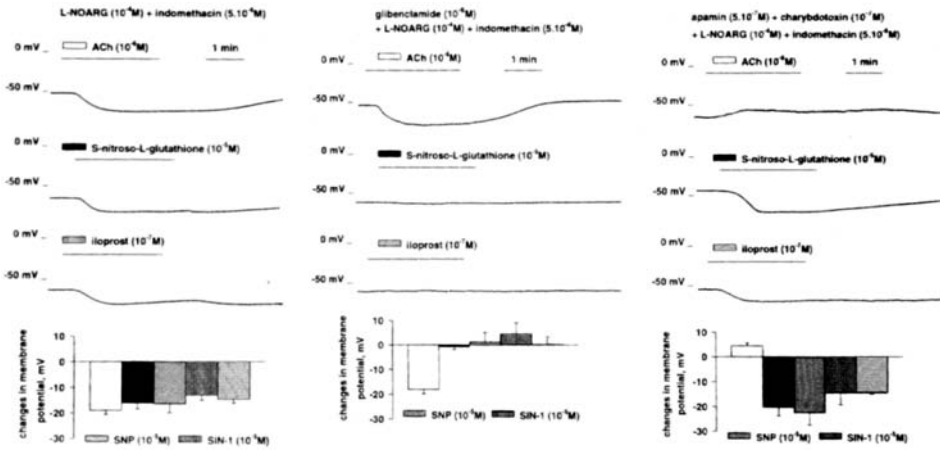 L-NOARG (10⁻⁴M) + indomethacin (5.10⁻⁶M)
0 mV
ACh (10⁻⁶M)
1 min
-50 mV
0 mV
S-nitroso-L-glutathione (10⁻⁵M)
-50 mV
0 mV
iloprost (10⁻⁷M)
-50 mV
changes in membrane
potential, mV
10
0
-10
-20
-30
SNP (10⁻⁵M)
SIN-1 (10⁻⁵M)
glibenclamide (10⁻⁶M)
+ L-NOARG (10⁻⁴M) + indomethacin (5.10⁻⁶M)
0 mV
ACh (10⁻⁶M)
1 min
-50 mV
0 mV
S-nitroso-L-glutathione (10⁻⁵M)
-50 mV
0 mV
iloprost (10⁻⁷M)
-50 mV
changes in membrane
potential, mV
10
0
-10
-20
-30
SNP (10⁻⁵M)
SIN-1 (10⁻⁵M)
apamin (5.10⁻⁷M) + charybdotoxin (10⁻⁷M)
+ L-NOARG (10⁻⁴M) + indomethacin (5.10⁻⁶M)
0 mV
ACh (10⁻⁶M)
1 min
-50 mV
0 mV
S-nitroso-L-glutathione (10⁻⁵M)
-50 mV
0 mV
iloprost (10⁻⁷M)
-50 mV
changes in membrane
potential, mV
10
0
-10
-20
-30
SNP (10⁻⁵M)
SIN-1 (10⁻⁵M)